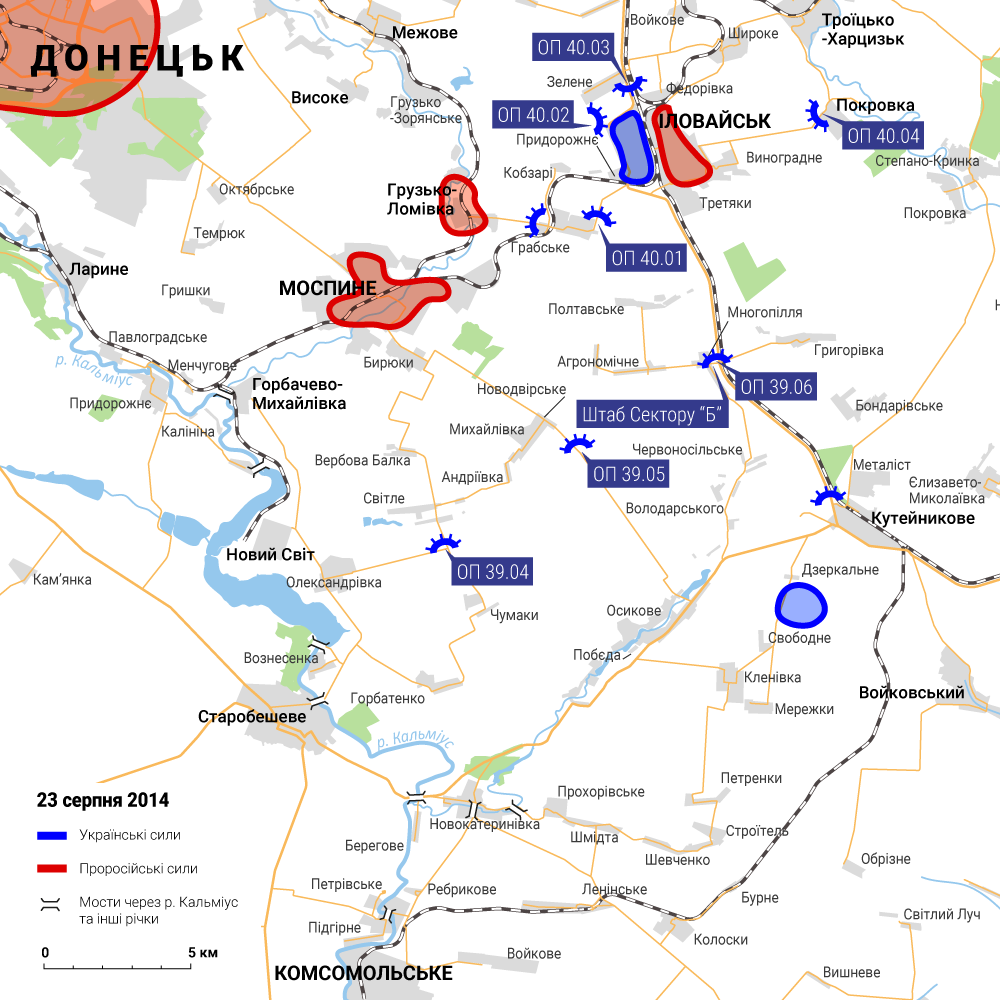 Войкове
Троїцько
-Харцизьк
Межове
Широке
ОП 40.03
ДОНЕЦЬК
Зелене
Федорівка
Високе
Грузько
-Зорянське
ОП 40.02
Покровка
ІЛОВАЙСЬК
ОП 40.04
Придорожнє
Виноградне
Степано-Кринка
Кобзарі
Октябрське
Грузько-
Ломівка
Третяки
Покровка
Темрюк
Грабське
ОП 40.01
Ларине
МОСПИНЕ
Гришки
Полтавське
Многопілля
Павлоградське
р. Кальміус
Менчугове
Бирюки
Агрономічне
Григорівка
Горбачево-
Михайлівка
Новодвірське
ОП 39.06
Придорожнє
Штаб Сектору “Б”
Бондарівське
Калініна
Михайлівка
Вербова Балка
Червоносільське
Андріївка
ОП 39.05
Металіст
Світле
Єлизавето-
Миколаївка
Володарського
Кутейникове
Новий Світ
ОП 39.04
Дзеркальне
Кам’янка
Олександрівка
Чумаки
Осикове
Свободне
Вознесенка
Побєда
Кленівка
Войковський
Горбатенко
Мережки
Старобешеве
р. Кальміус
Петренки
23 серпня 2014
Прохорівське
Українські сили
Новокатеринівка
Строїтель
Шмідта
Берегове
Шевченко
Обрізне
Проросійські сили
Петрівське
Ребрикове
Ленінське
Бурне
Мости через р. Кальміус
та інші річки
Світлий Луч
Підгірне
Колоски
0
5 км
Войкове
КОМСОМОЛЬСЬКЕ
Вишневе